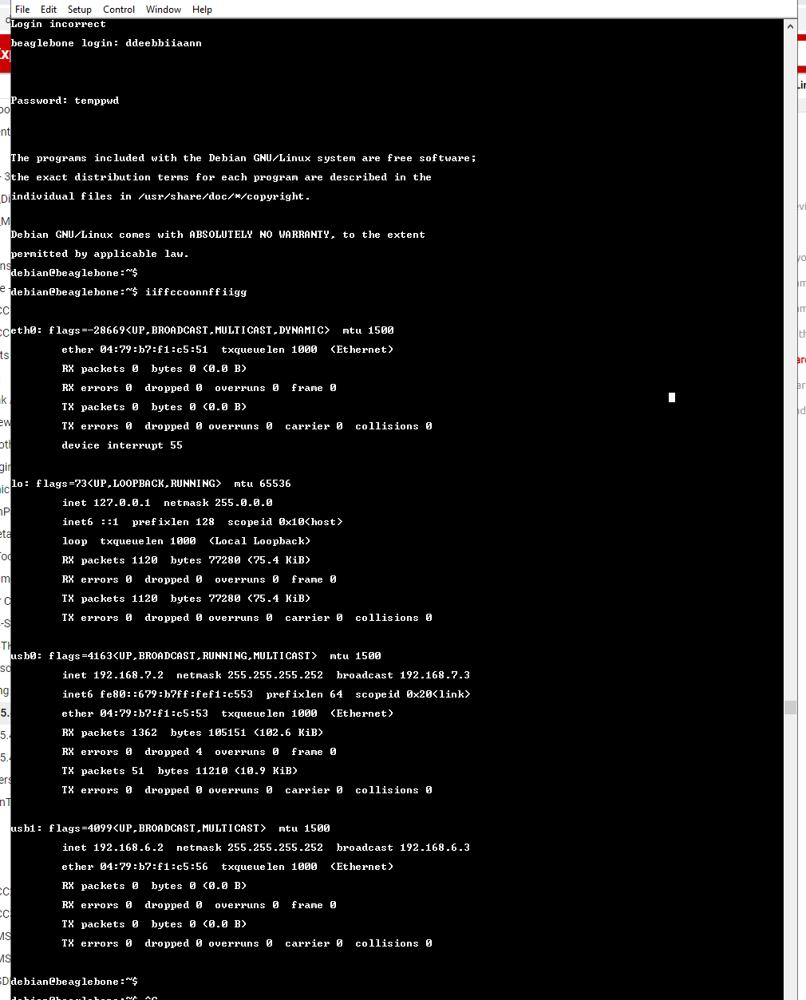 File Edit Setup Control Window Help
Login incorrect
beaglebone login: ddeebbiiaann
Password: temppwd
The programs included with the Debian GNU/Linux system are free software;
the exact distribution terms for each program are described in the
individual files in /usr/share/doc/*/copyright.
Debian GNU/Linux comes with ABSOLUTELY NO WARRANTY, to the extent
permitted by applicable law.
debian@beaglebone:~$
debian@beaglebone:~$ iiffccoonnffiigg
eth0: flags=-28669<UP,BROADCAST,MULTICAST,DYNAMIC>  mtu 1500
ether 04:79:b7:f1:c5:51  txqueuelen 1000  (Ethernet)
RX packets 0  bytes 0 (0.0 B)
RX errors 0  dropped 0  overruns 0  frame 0
TX packets 0  bytes 0 (0.0 B)
TX errors 0  dropped 0 overruns 0  carrier 0  collisions 0
device interrupt 55
lo: flags=73<UP,LOOPBACK,RUNNING>  mtu 65536
inet 127.0.0.1  netmask 255.0.0.0
inet6 ::1  prefixlen 128  scopeid 0x10<host>
loop  txqueuelen 1000  (Local Loopback)
RX packets 1120  bytes 77280 (75.4 KiB)
RX errors 0  dropped 0  overruns 0  frame 0
TX packets 1120  bytes 77280 (75.4 KiB)
TX errors 0  dropped 0 overruns 0  carrier 0  collisions 0
usb0: flags=4163<UP,BROADCAST,RUNNING,MULTICAST>  mtu 1500
inet 192.168.7.2  netmask 255.255.255.252  broadcast 192.168.7.3
inet6 fe80::679:b7ff:fef1:c553  prefixlen 64  scopeid 0x20<link>
ether 04:79:b7:f1:c5:53  txqueuelen 1000  (Ethernet)
RX packets 1362  bytes 105151 (102.6 KiB)
RX errors 0  dropped 4  overruns 0  frame 0
TX packets 51  bytes 11210 (10.9 KiB)
TX errors 0  dropped 0 overruns 0  carrier 0  collisions 0
usb1: flags=4099<UP,BROADCAST,MULTICAST>  mtu 1500
inet 192.168.6.2  netmask 255.255.255.252  broadcast 192.168.6.3
ether 04:79:b7:f1:c5:56  txqueuelen 1000  (Ethernet)
RX packets 0  bytes 0 (0.0 B)
RX errors 0  dropped 0  overruns 0  frame 0
TX packets 0  bytes 0 (0.0 B)
TX errors 0  dropped 0 overruns 0  carrier 0  collisions 0
debian@beaglebone:~$